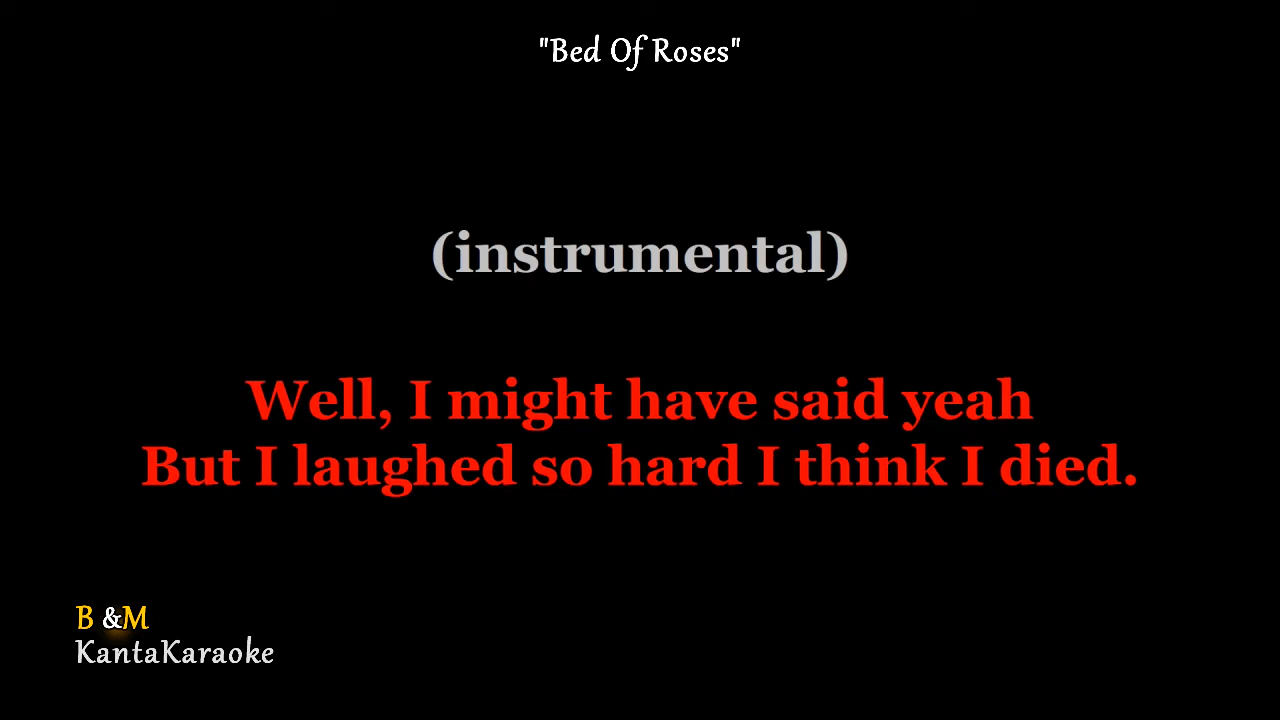 "Bed Of Roses"
(instrumental)
Well, I might have said yeah
But I laughed so hard I think I died.
B &M
KantaKaraoke